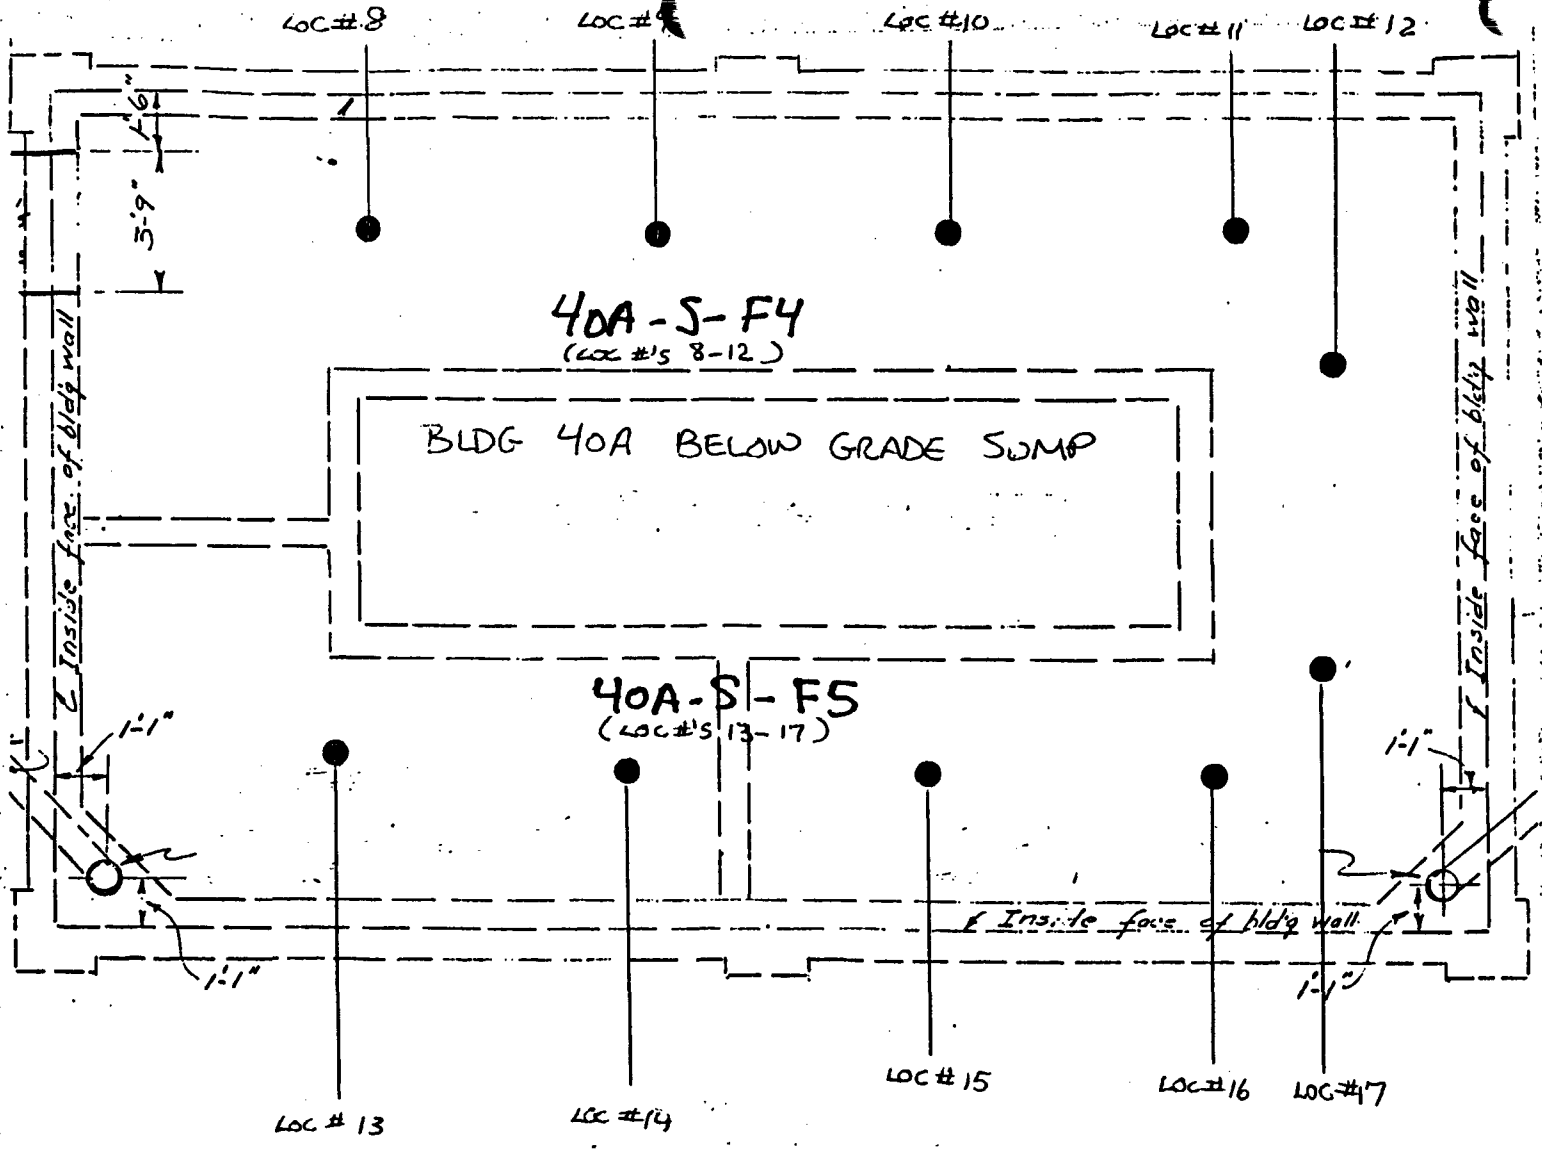 LOC#8
LOC#9
LOC#10
LOC#11
LOC#12
1'-6"
3'-9"
40A-S-F4
(LOC #'s 8-12)
BLDG 40A BELOW GRADE SUMP
Inside face of bldg wall
Inside face of bldg wall
40A-S-F5
(LOC#'S 13-17)
1'-1"
1'-1"
Inside face of bldg wall
1'-1"
1'-1"
LOC #13
LOC #14
LOC #15
LOC#16
LOC#17